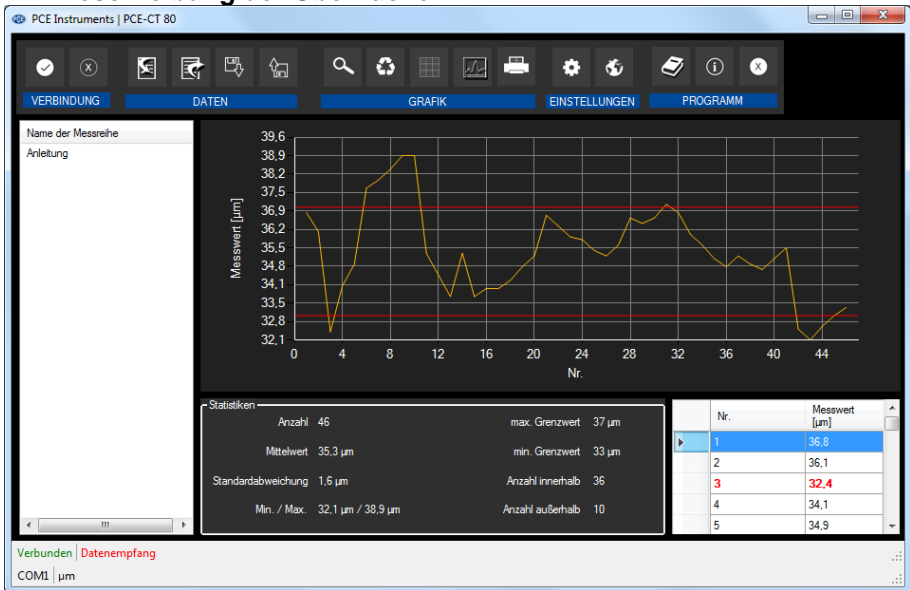 PCE Instruments | PCE-CT 80
VERBINDUNG
DATEN
GRAFIK
EINSTELLUNGEN
PROGRAMM
Name der Messreihe
Anleitung
Messwert [µm]
39,6
38,9
38,2
37,5
36,9
36,2
35,5
34,8
34,1
33,5
32,8
32,1
0 4 8 12 16 20 24 28 32 36 40 44
Nr.
Statistiken
Anzahl 46
max. Grenzwert 37 µm
Mittelwert 35,3 µm
min. Grenzwert 33 µm
Standardabweichung 1,6 µm
Anzahl innerhalb 36
Min. / Max. 32,1 µm / 38,9 µm
Anzahl außerhalb 10
Nr. Messwert
[µm]
1 36,8
2 36,1
3 32,4
4 34,1
5 34,9
Verbunden Datenempfang
COM1 µm